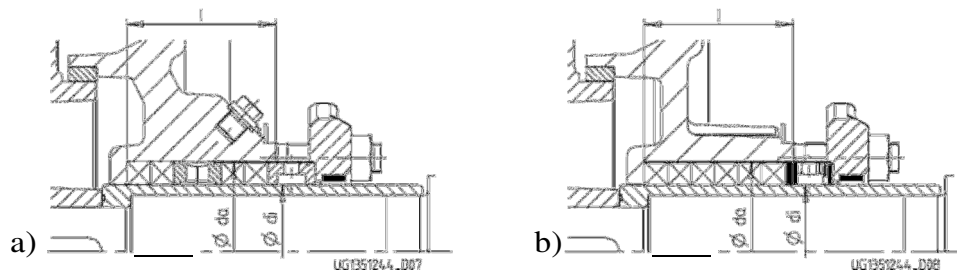 l
l
a)
Ø da
Ø di
UG1351244_D07
b)
Ø da
Ø di
UG1351244_D08